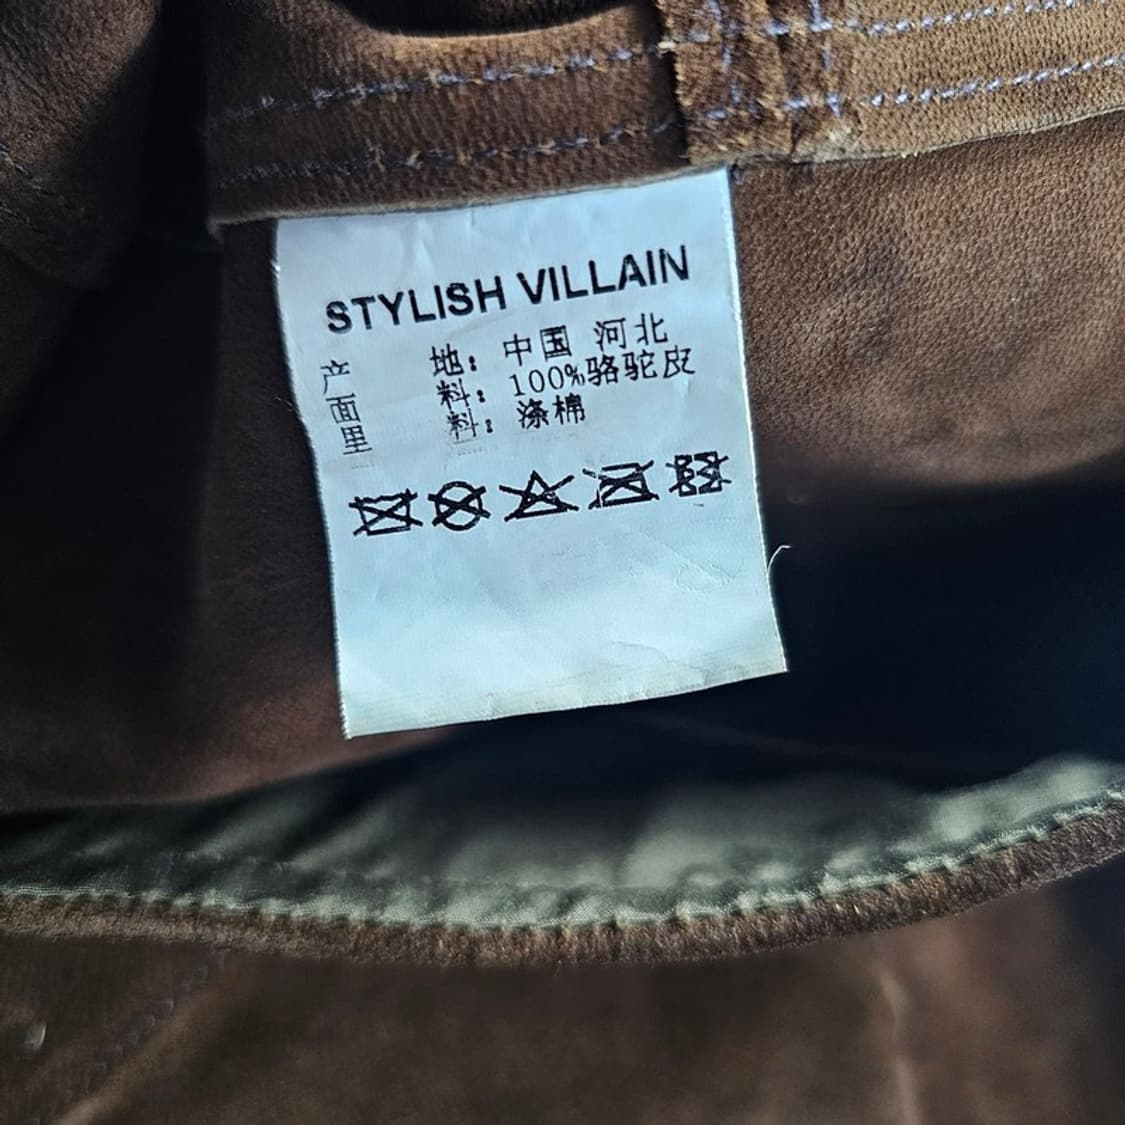 STYLISH VILLAIN
产 地: 中国 河北
面 料: 100%骆驼皮
里 料: 涤棉